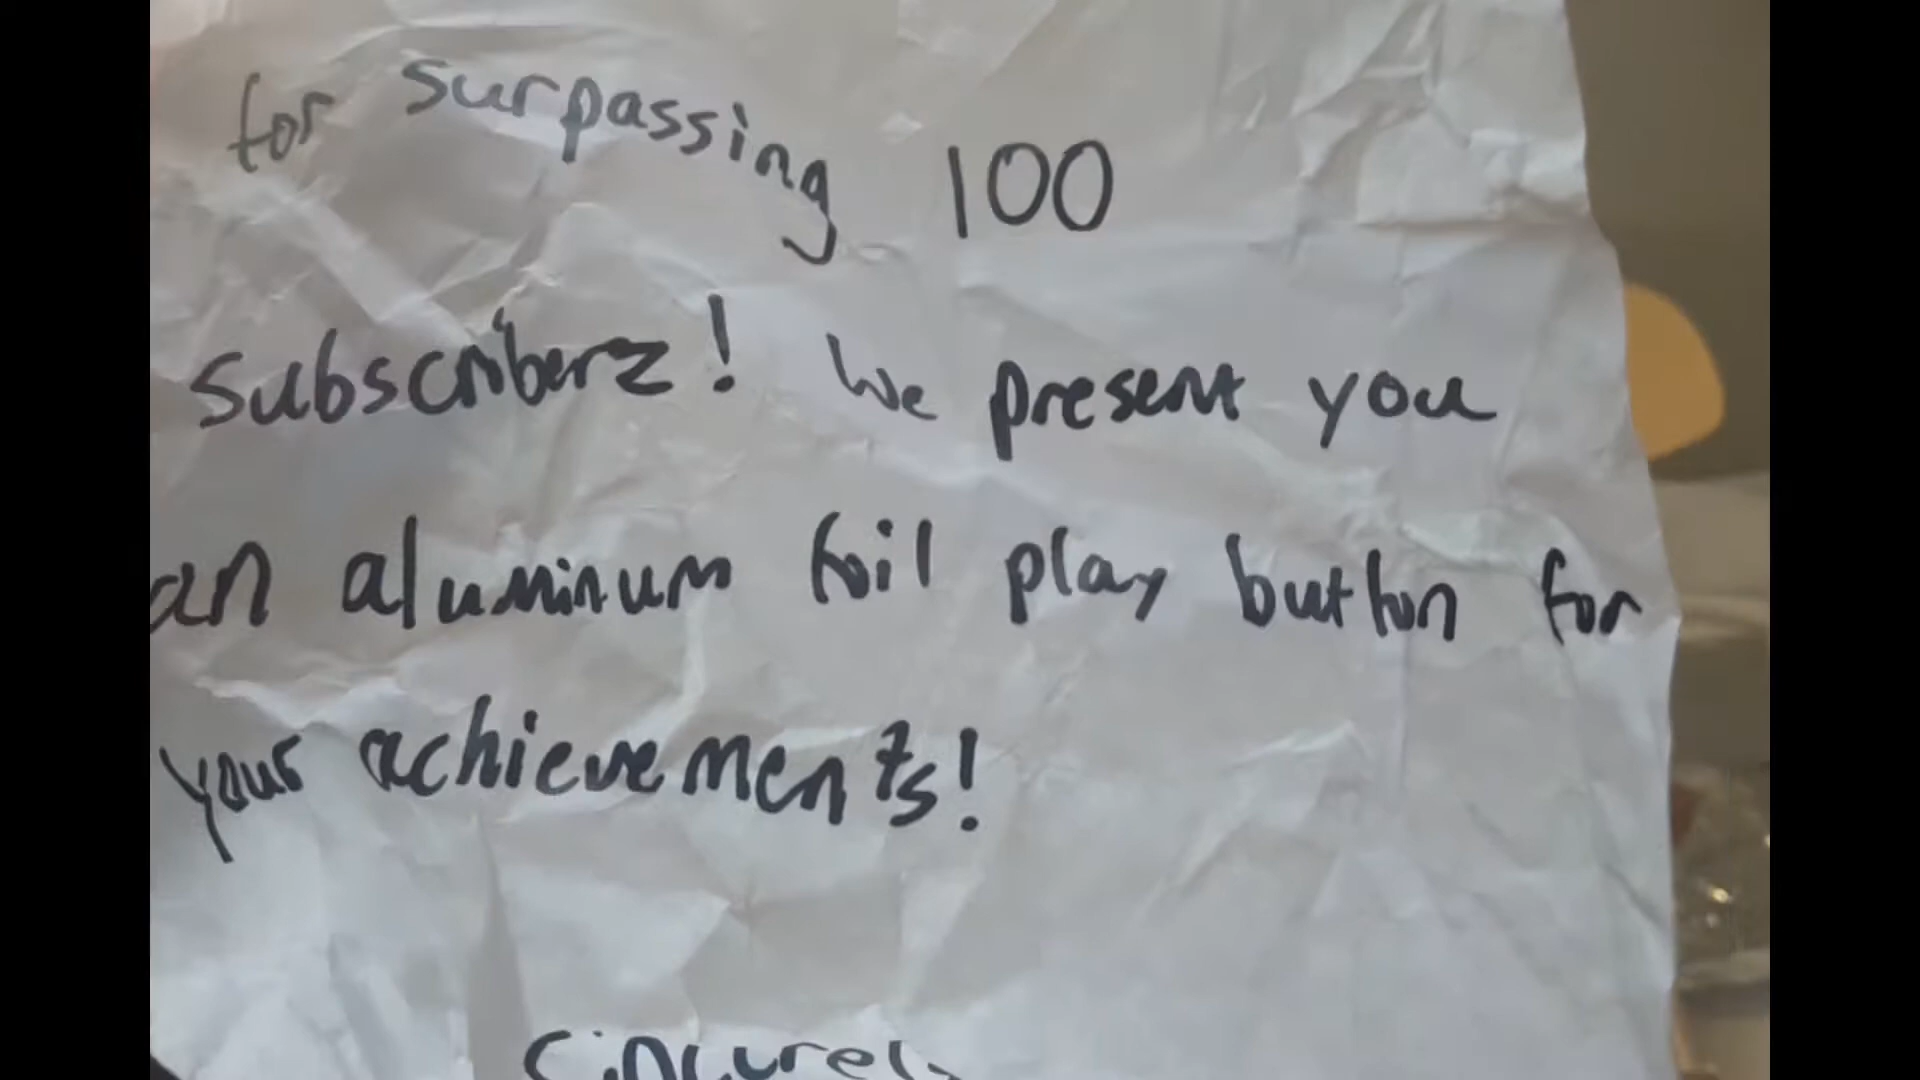 for surpassing 100
subscriberz! We present you
an aluminum foil play button for
your achievements!